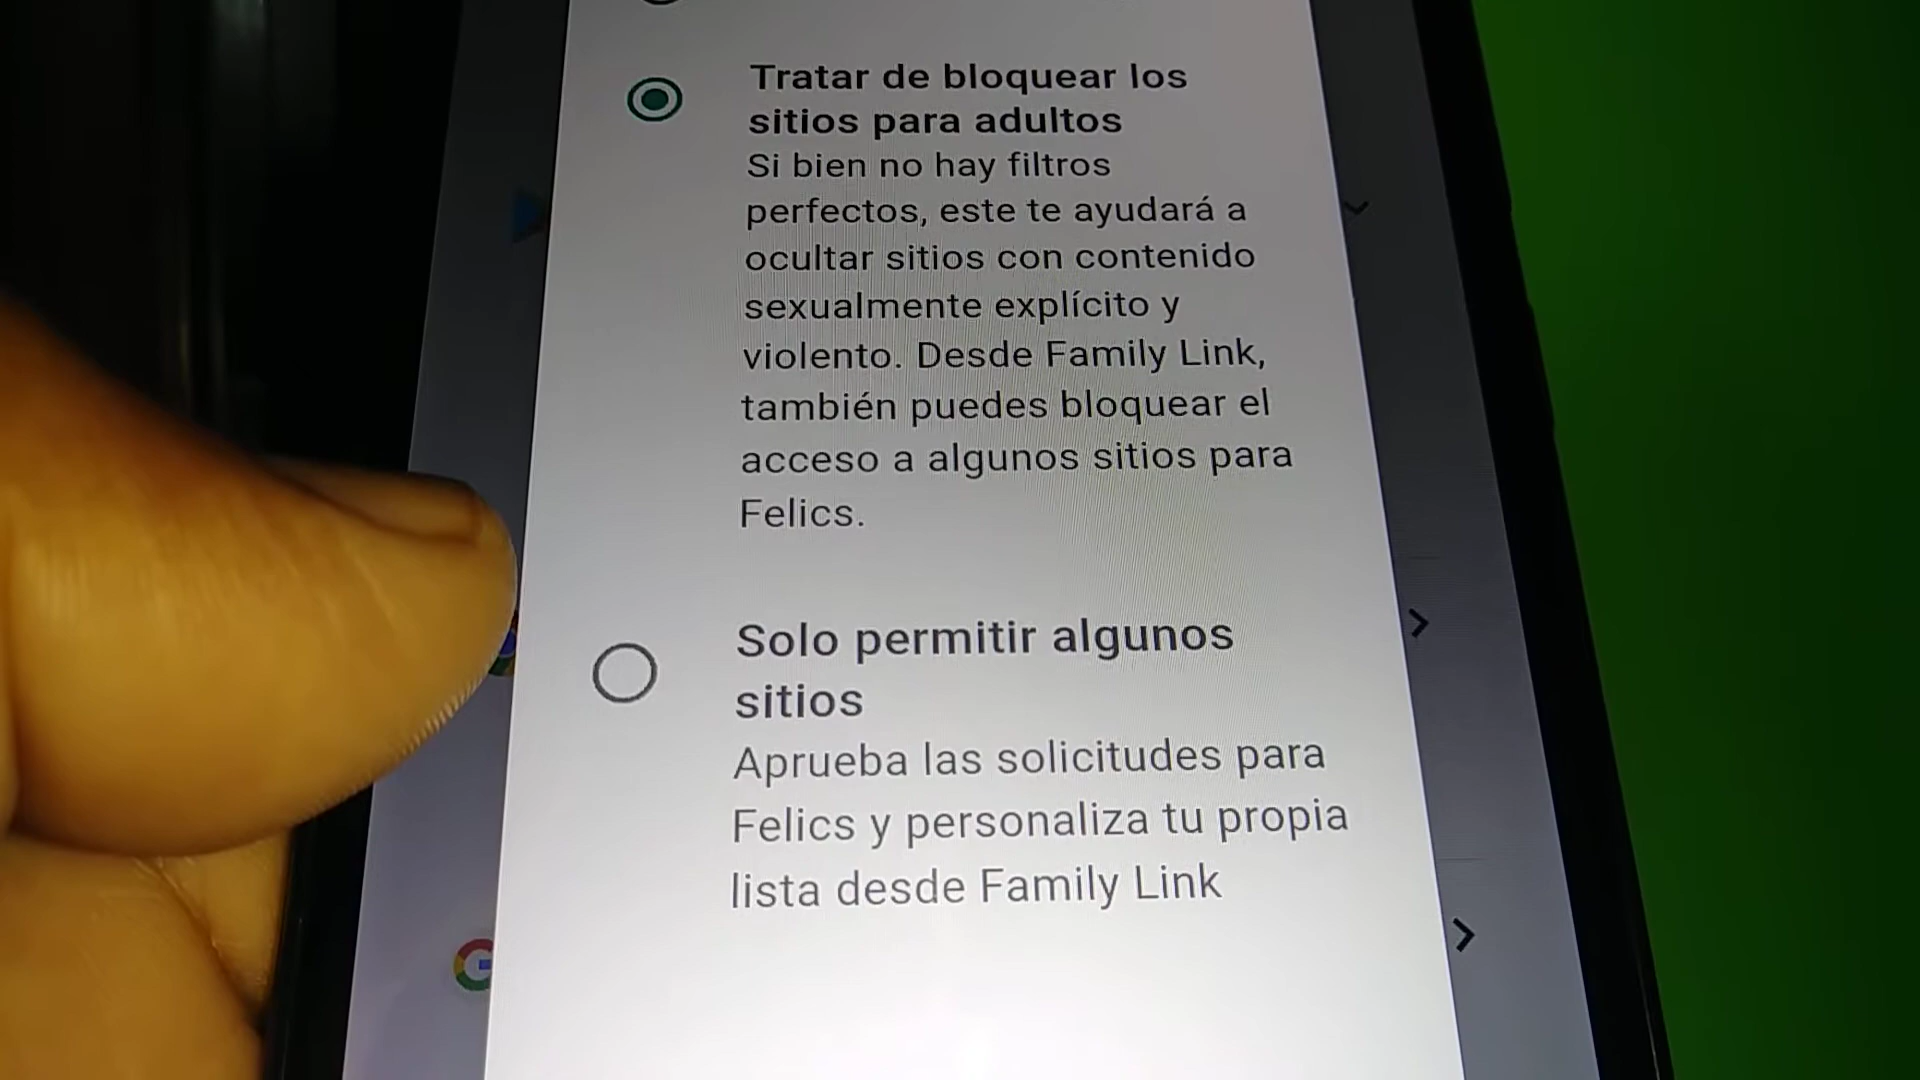 Tratar de bloquear los
sitios para adultos
Si bien no hay filtros
perfectos, este te ayudará a
ocultar sitios con contenido
sexualmente explícito y
violento. Desde Family Link,
también puedes bloquear el
acceso a algunos sitios para
Felics.
Solo permitir algunos
sitios
Aprueba las solicitudes para
Felics y personaliza tu propia
lista desde Family Link